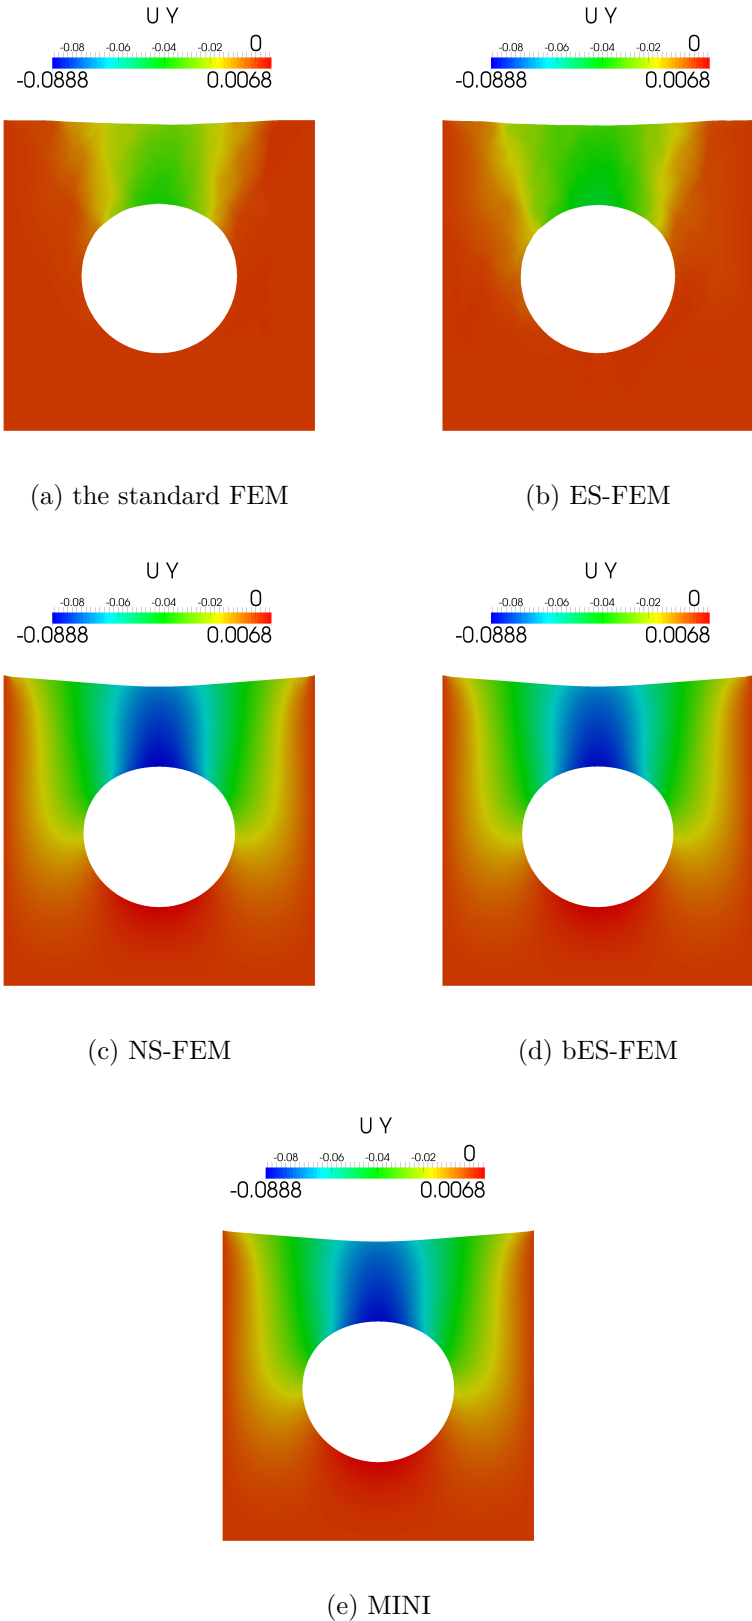 U Y
-0.08 -0.06 -0.04 -0.02 0
-0.0888 0.0068
(a) the standard FEM
U Y
-0.08 -0.06 -0.04 -0.02 0
-0.0888 0.0068
(b) ES-FEM
U Y
-0.08 -0.06 -0.04 -0.02 0
-0.0888 0.0068
(c) NS-FEM
U Y
-0.08 -0.06 -0.04 -0.02 0
-0.0888 0.0068
(d) bES-FEM
U Y
-0.08 -0.06 -0.04 -0.02 0
-0.0888 0.0068
(e) MINI